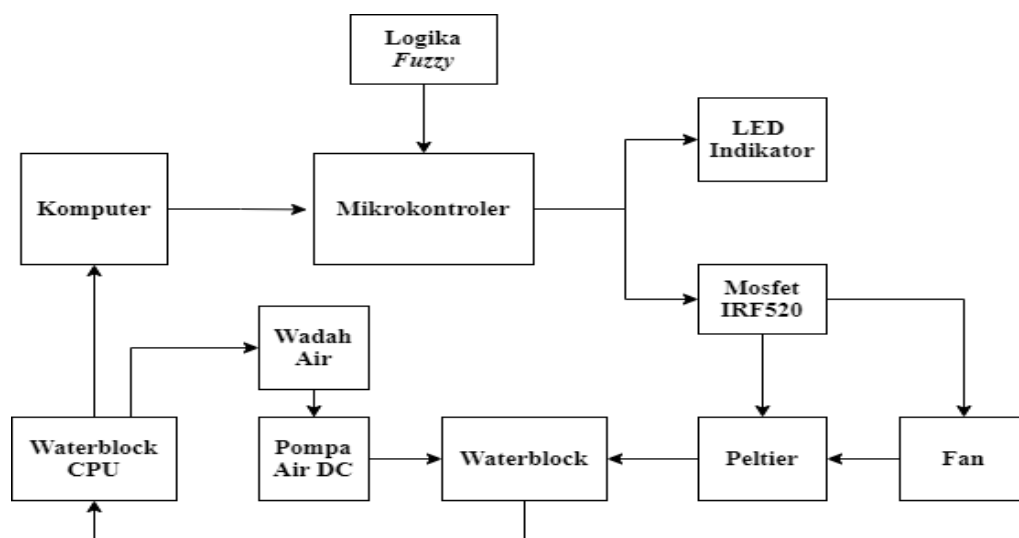 Logika
Fuzzy
LED
Indikator
Komputer
Mikrokontroler
Mosfet
IRF520
Wadah
Air
Waterblock
CPU
Pompa
Air DC
Waterblock
Peltier
Fan